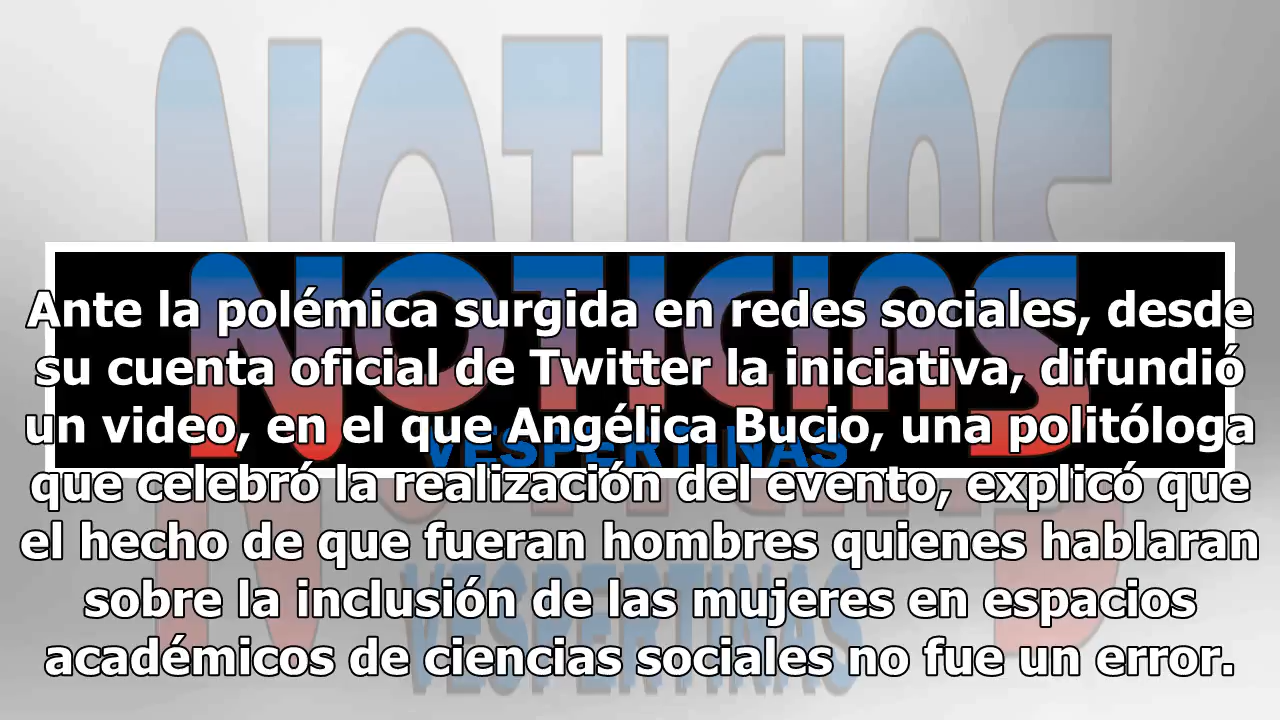 NOTICIAS
NOTICIAS
Ante la polémica surgida en redes sociales, desde
su cuenta oficial de Twitter la iniciativa, difundió
un video, en el que Angélica Bucio, una politóloga
VESPERTINAS
que celebró la realización del evento, explicó que
el hecho de que fueran hombres quienes hablaran
sobre la inclusión de las mujeres en espacios
VESPERTINAS
académicos de ciencias sociales no fue un error.